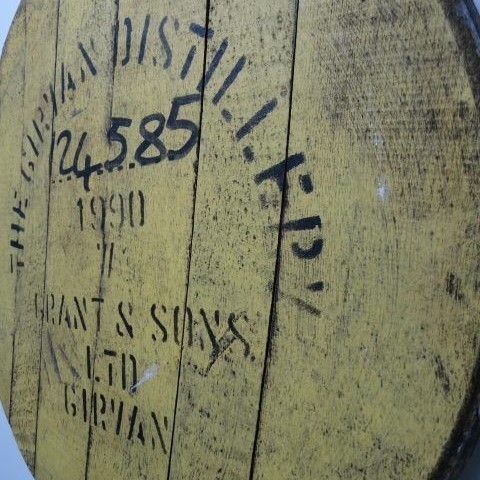 THE GIRVAN DISTILLERY
24585
1990
W
GRANT & SONS
LTD
GIRVAN